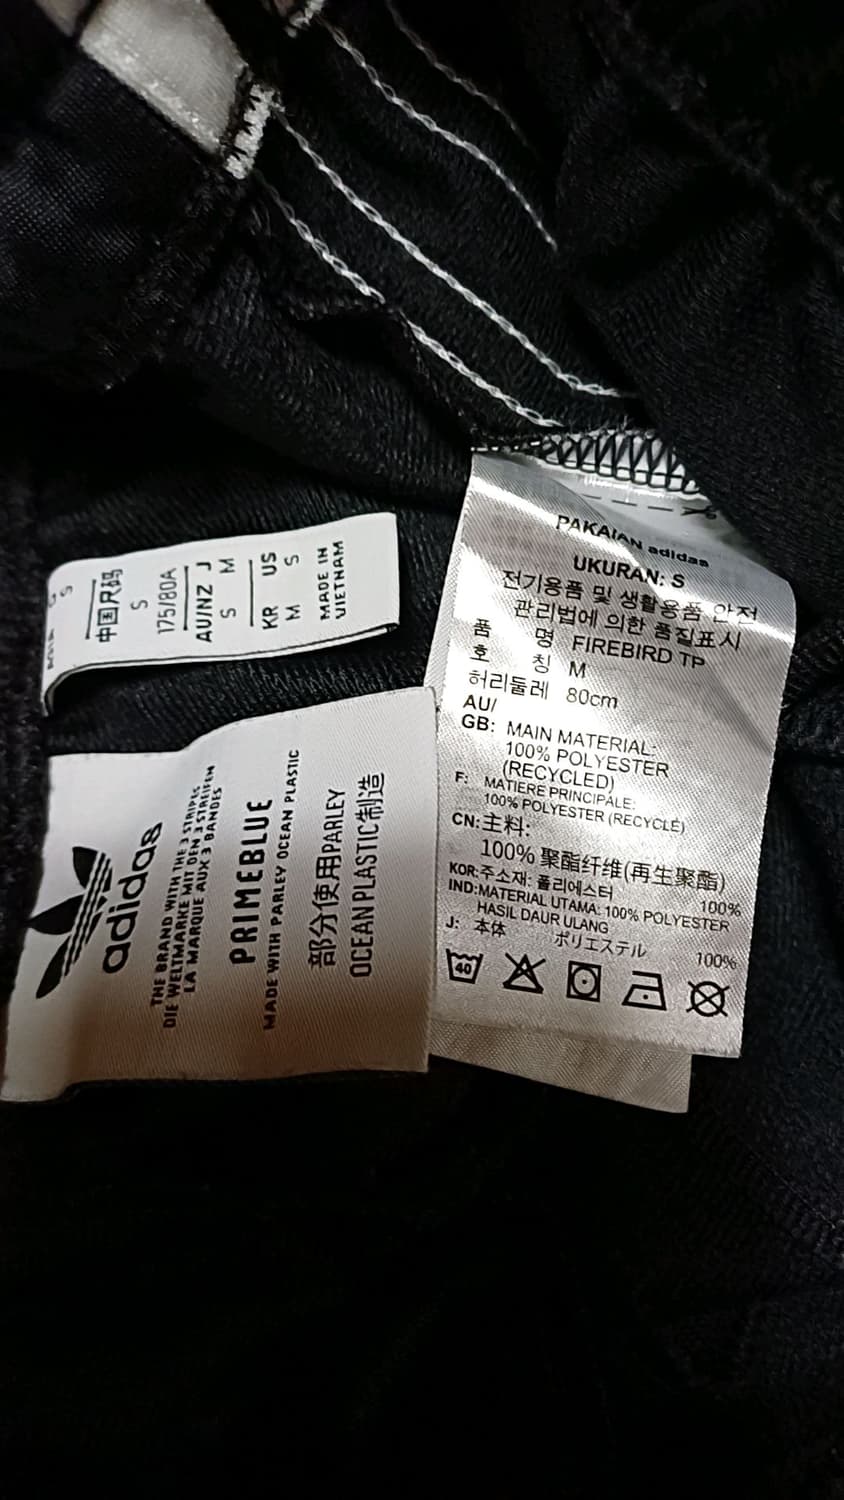 S
中国尺码
S
175/80A
AU/NZ J
S M
KR US
M S
MADE IN
VIETNAM
adidas
THE BRAND WITH THE 3 STRIPES
DIE WELTMARKE MIT DEN 3 STREIFEN
LA MARQUE AUX 3 BANDES
PRIMEBLUE
MADE WITH PARLEY OCEAN PLASTIC
部分使用PARLEY
OCEAN PLASTIC制造
PAKAIAN adidas
UKURAN: S
전기용품 및 생활용품 안전
관리법에 의한 품질표시
품 명 FIREBIRD TP
호 칭 M
허리둘레 80cm
AU/
GB: MAIN MATERIAL:
100% POLYESTER
(RECYCLED)
F: MATIERE PRINCIPALE:
100% POLYESTER (RECYCLÉ)
CN:主料:
100% 聚酯纤维(再生聚酯)
KOR:주소재: 폴리에스터 100%
IND:MATERIAL UTAMA: 100% POLYESTER
HASIL DAUR ULANG
J: 本体 ポリエステル 100%
40